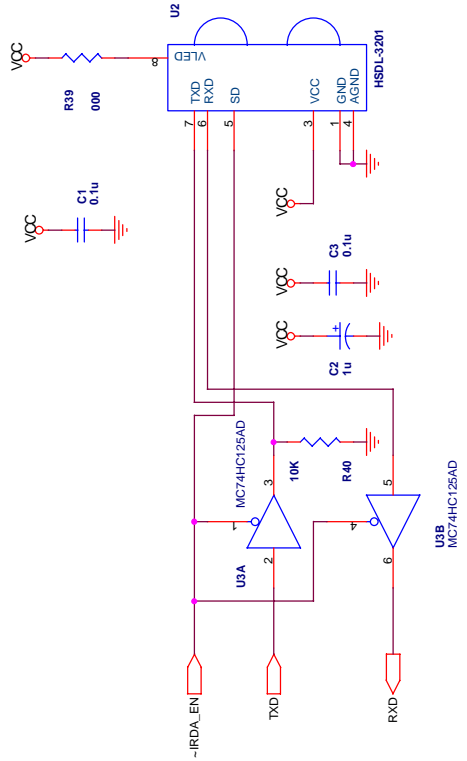 U2
HSDL-3201
VCC
R39
000
8
VLED
TXD
RXD
SD
VCC
GND
AGND
7
6
5
3
1
4
VCC
C1
0.1u
VCC
VCC
C3
0.1u
VCC
C2
1u
MC74HC125AD
1
2
3
U3A
10K
R40
4
5
6
U3B
MC74HC125AD
~IRDA_EN
TXD
RXD